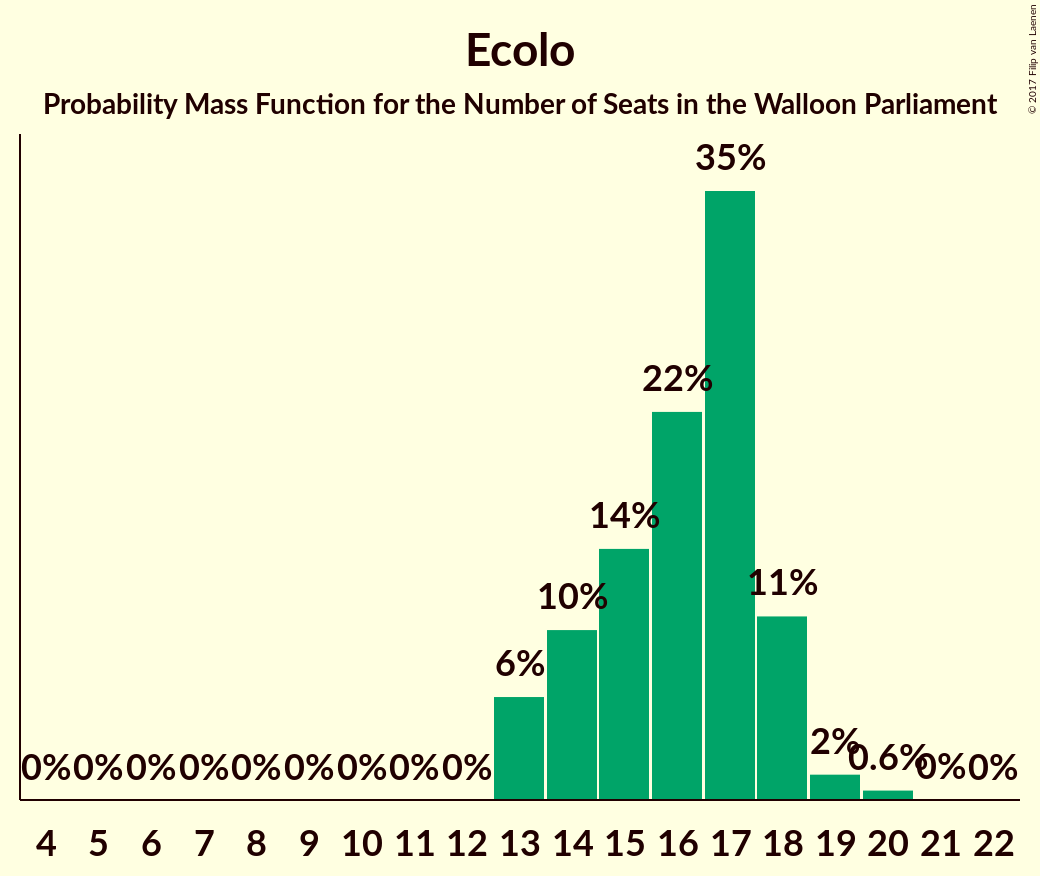 Ecolo
Probability Mass Function for the Number of Seats in the Walloon Parliament
© 2017 Filip van Laenen
35%
22%
14%
11%
10%
6%
2%
0% 0% 0% 0% 0% 0% 0% 0% 0% 0.6% 0% 0%
4 5 6 7 8 9 10 11 12 13 14 15 16 17 18 19 20 21 22